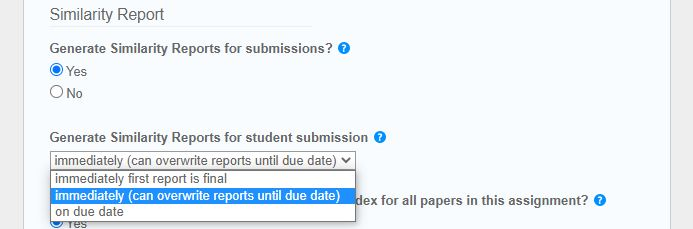 Similarity Report
Generate Similarity Reports for submissions? ?
Yes
No
Generate Similarity Reports for student submission ?
immediately (can overwrite reports until due date)
immediately first report is final
immediately (can overwrite reports until due date)
dex for all papers in this assignment? ?
on due date
Yes